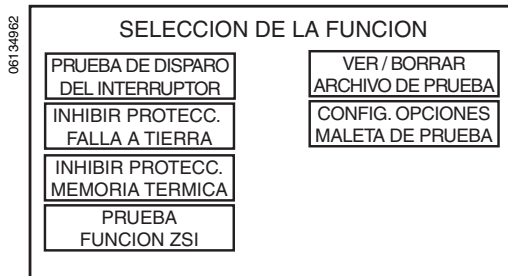 06134962
SELECCION DE LA FUNCION
PRUEBA DE DISPARO
DEL INTERRUPTOR
INHIBIR PROTECC.
FALLA A TIERRA
INHIBIR PROTECC.
MEMORIA TERMICA
PRUEBA
FUNCION ZSI
VER / BORRAR
ARCHIVO DE PRUEBA
CONFIG. OPCIONES
MALETA DE PRUEBA